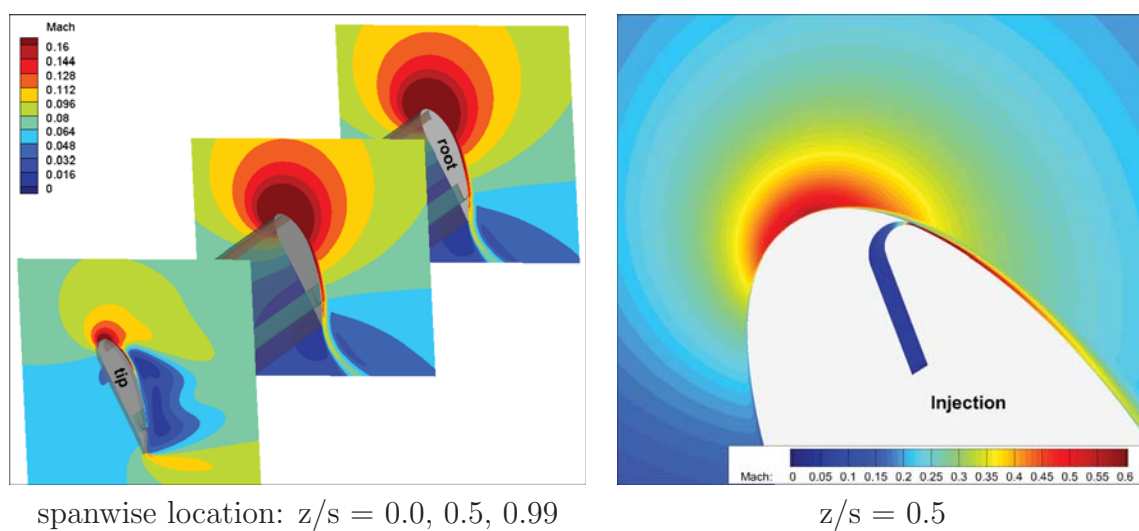 Mach
0.16
0.144
0.128
0.112
0.096
0.08
0.064
0.048
0.032
0.016
0
root
tip
spanwise location: z/s = 0.0, 0.5, 0.99
Injection
Mach: 0 0.05 0.1 0.15 0.2 0.25 0.3 0.35 0.4 0.45 0.5 0.55 0.6
z/s = 0.5